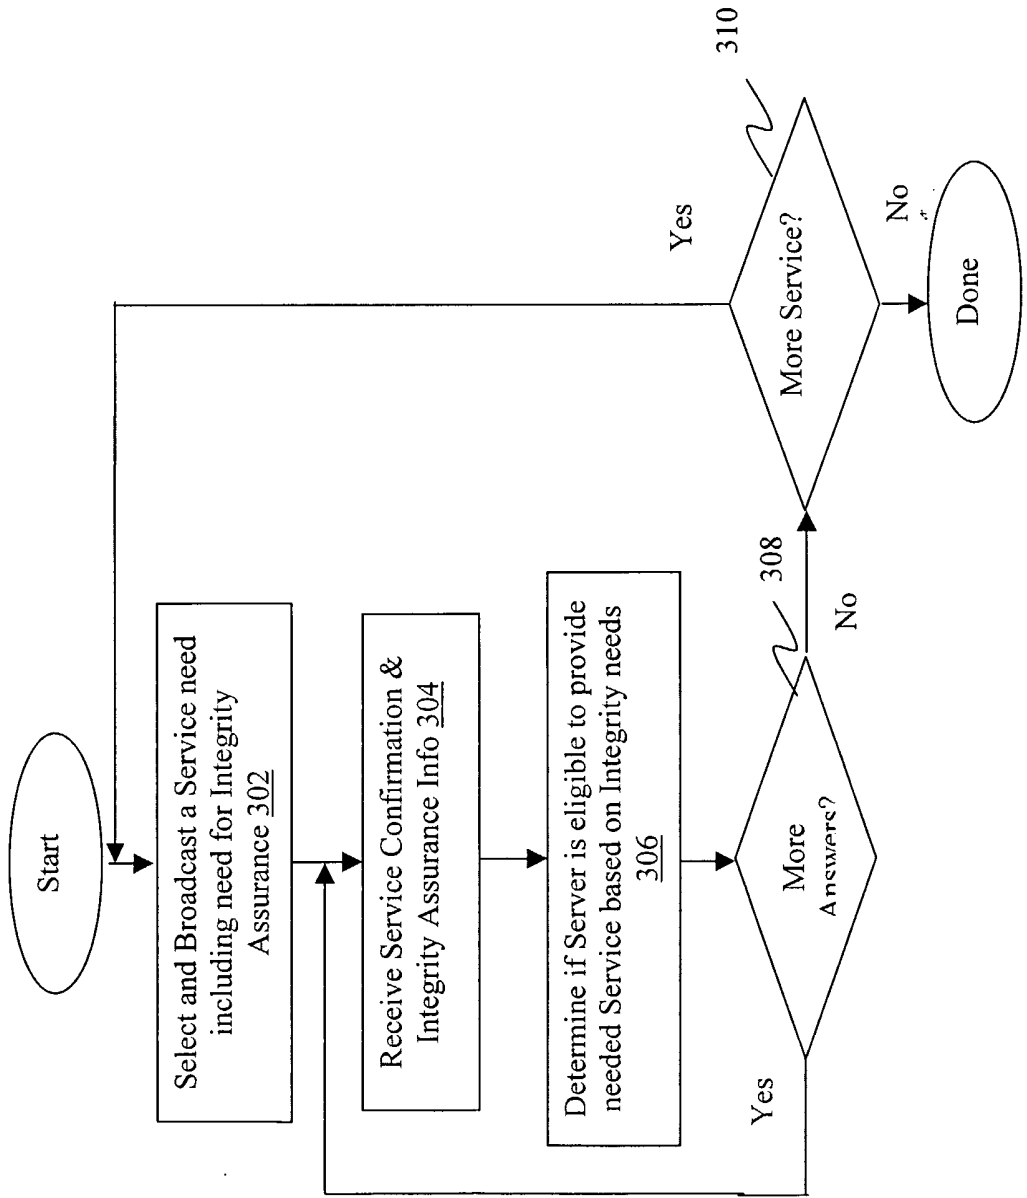 Start
Select and Broadcast a Service need
including need for Integrity
Assurance 302
Receive Service Confirmation &
Integrity Assurance Info 304
Determine if Server is eligible to provide
needed Service based on Integrity needs
306
More
Answers?
308
Yes
No
More Service?
310
Yes
No
Done